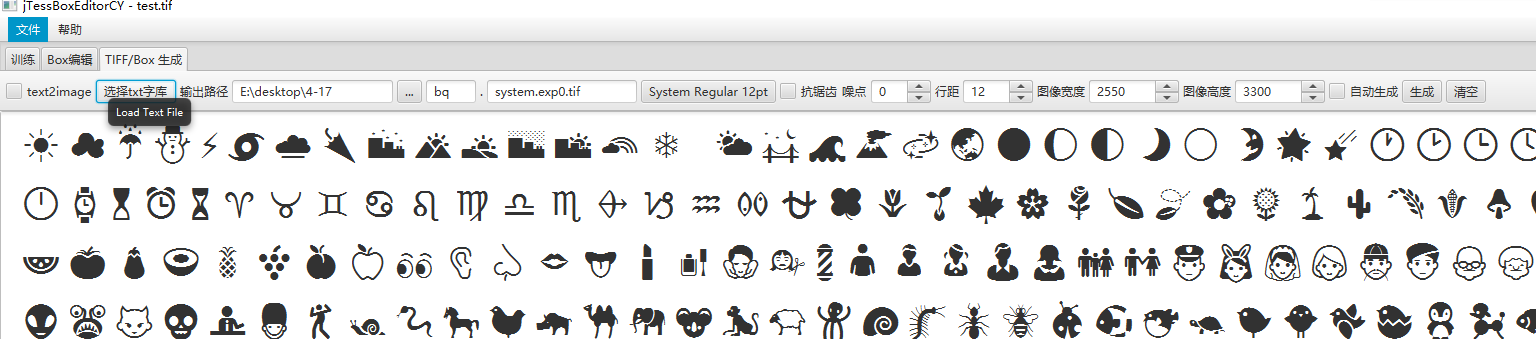 jTessBoxEditorCY - test.tif
文件 帮助
训练 Box编辑 TIFF/Box 生成
text2image 选择txt字库 输出路径 E:\desktop\4-17 ... bq . system.exp0.tif System Regular 12pt 抗锯齿 噪点 0 行距 12 图像宽度 2550 图像高度 3300 自动生成 生成 清空
Load Text File